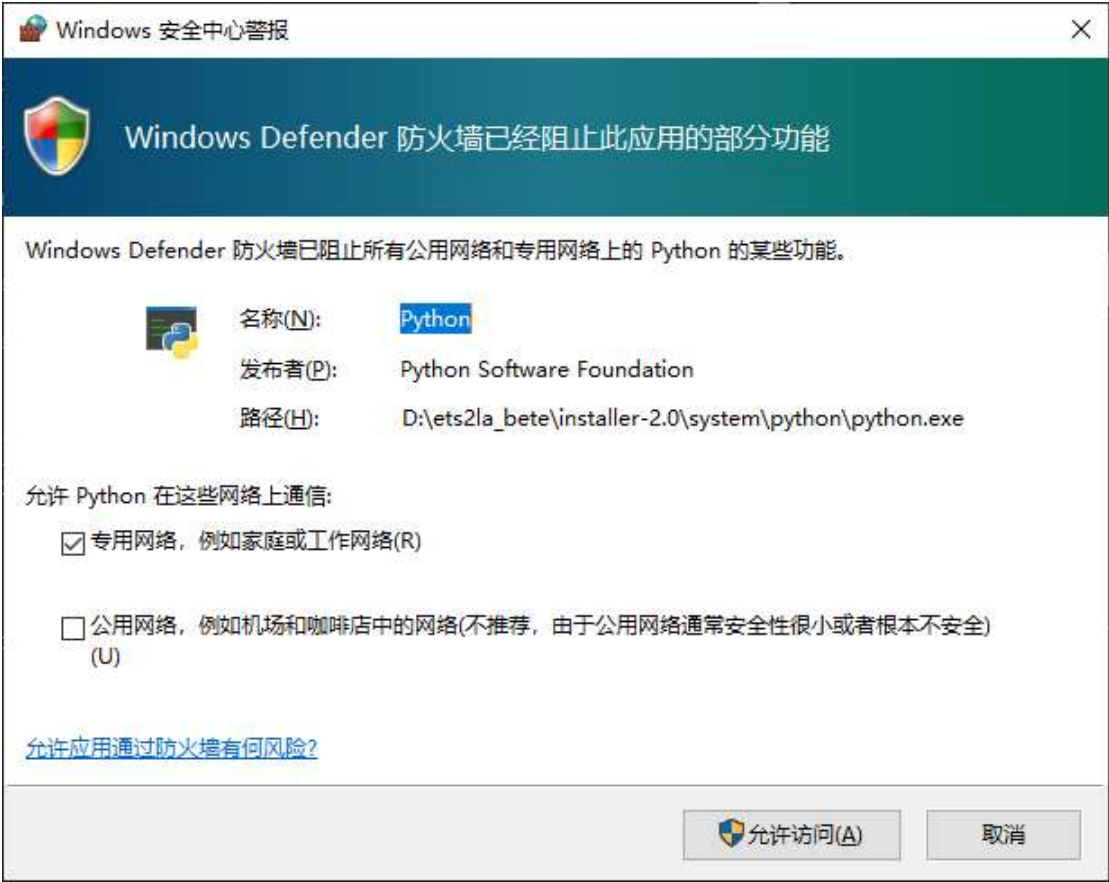 Windows 安全中心警报
Windows Defender 防火墙已经阻止此应用的部分功能
Windows Defender 防火墙已阻止所有公用网络和专用网络上的 Python 的某些功能。
名称(N): Python
发布者(P): Python Software Foundation
路径(H): D:\ets2la_bete\installer-2.0\system\python\python.exe
允许 Python 在这些网络上通信:
专用网络，例如家庭或工作网络(R)
公用网络，例如机场和咖啡店中的网络(不推荐，由于公用网络通常安全性很小或者根本不安全)
(U)
允许应用通过防火墙有何风险?
允许访问(A) 取消